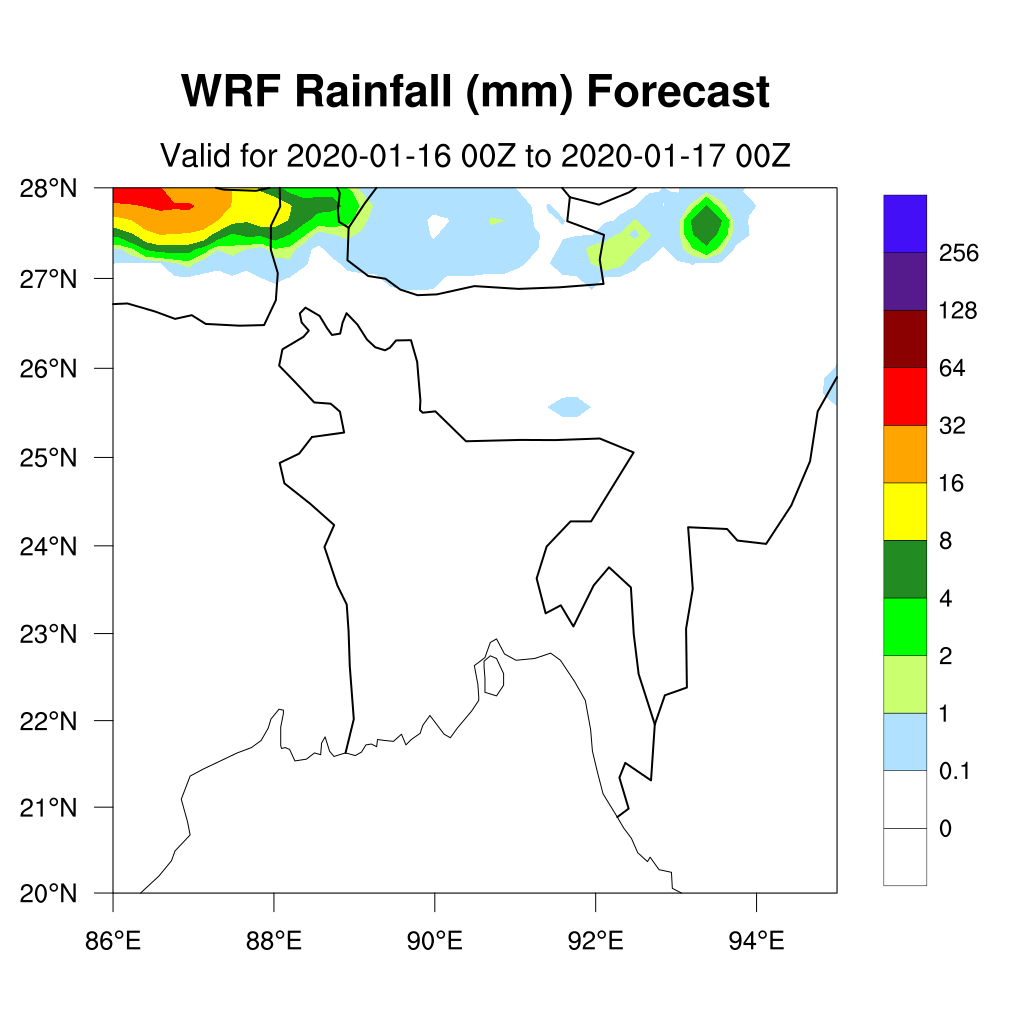 WRF Rainfall (mm) Forecast
Valid for 2020-01-16 00Z to 2020-01-17 00Z
28°N
27°N
26°N
25°N
24°N
23°N
22°N
21°N
20°N
86°E 88°E 90°E 92°E 94°E
256
128
64
32
16
8
4
2
1
0.1
0